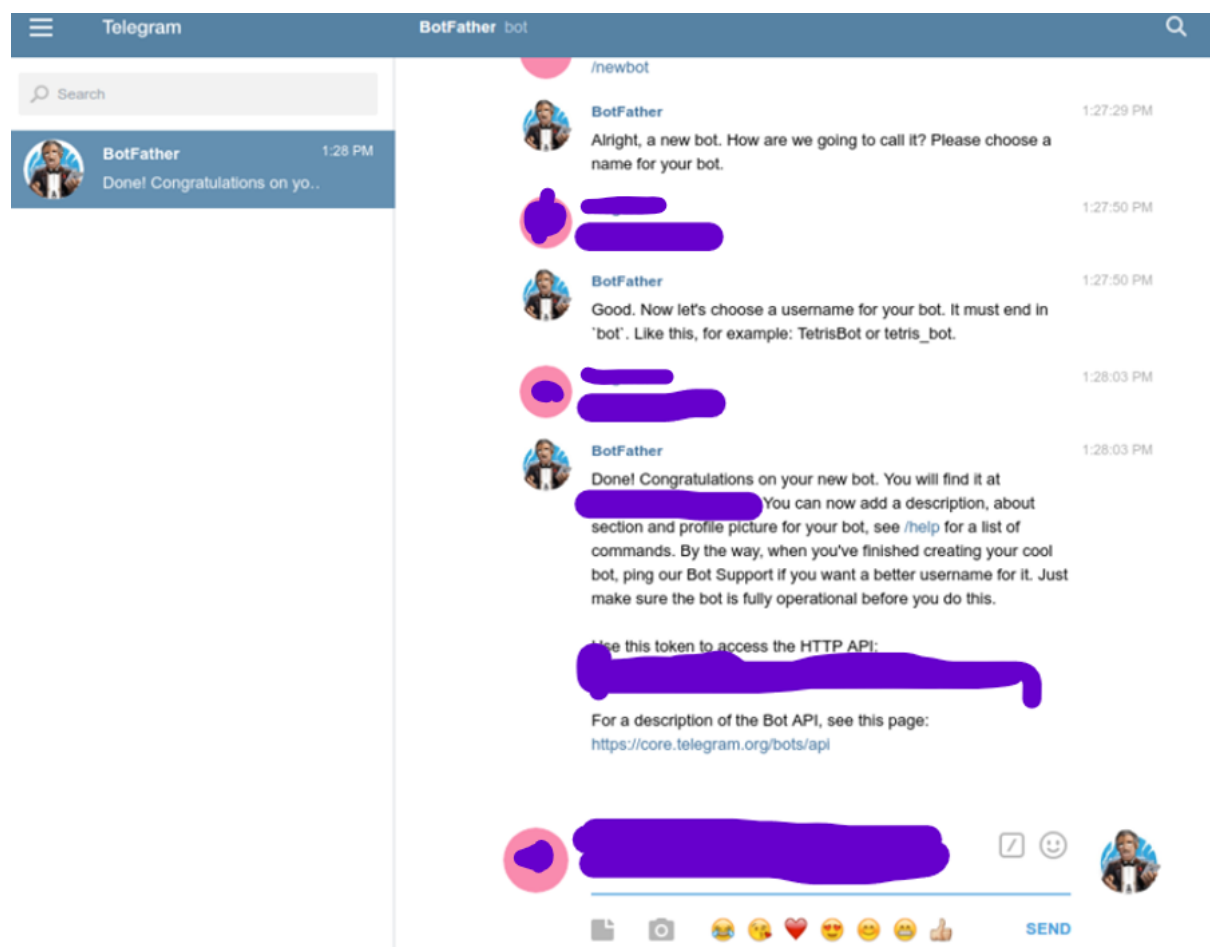 Telegram
BotFather bot
Search
BotFather 1:28 PM
Done! Congratulations on yo..
/newbot
BotFather 1:27:29 PM
Alright, a new bot. How are we going to call it? Please choose a
name for your bot.
1:27:50 PM
BotFather 1:27:50 PM
Good. Now let's choose a username for your bot. It must end in
`bot`. Like this, for example: TetrisBot or tetris_bot.
1:28:03 PM
BotFather 1:28:03 PM
Done! Congratulations on your new bot. You will find it at
You can now add a description, about
section and profile picture for your bot, see /help for a list of
commands. By the way, when you've finished creating your cool
bot, ping our Bot Support if you want a better username for it. Just
make sure the bot is fully operational before you do this.
Use this token to access the HTTP API:
For a description of the Bot API, see this page:
https://core.telegram.org/bots/api
SEND